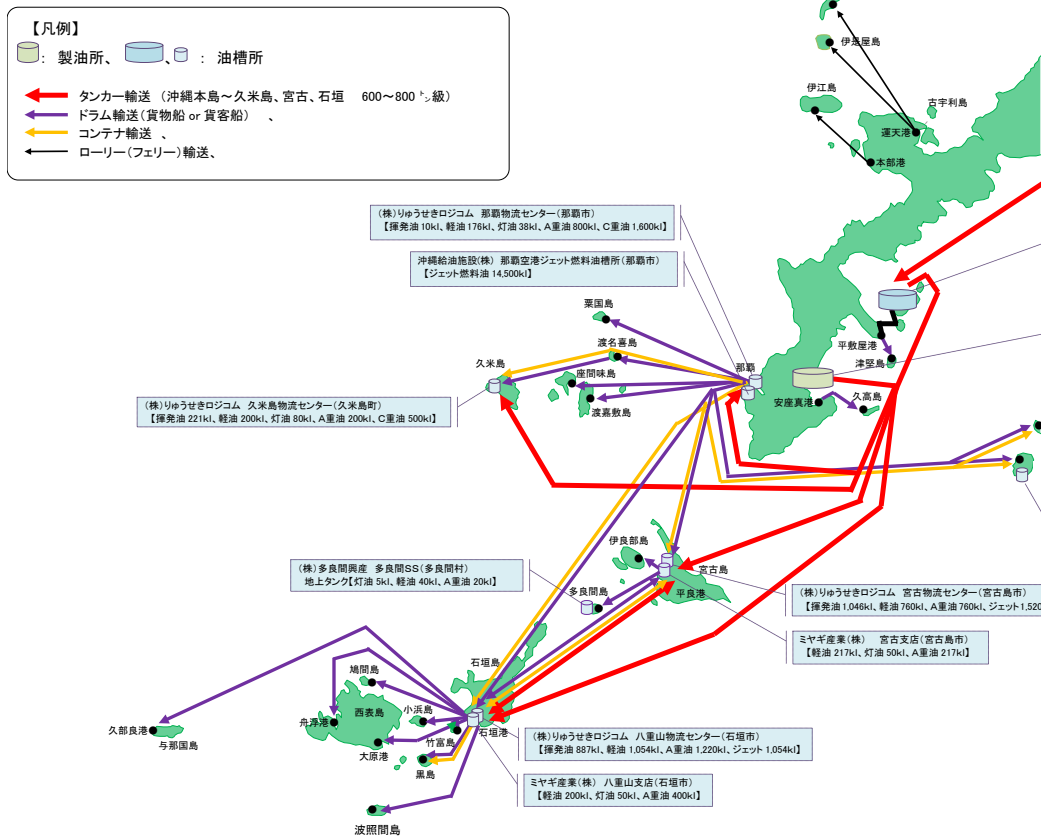 【凡例】
： 製油所、 、 ： 油槽所
タンカー輸送 （沖縄本島～久米島、宮古、石垣 600～800㌧級）
ドラム輸送（貨物船 or 貨客船） 、
コンテナ輸送 、
ローリー（フェリー）輸送、
伊是屋島
伊江島
古宇利島
運天港
本部港
（株）りゅうせきロジコム 那覇物流センター（那覇市）
【揮発油 10kl、軽油 176kl、灯油 38kl、A重油 800kl、C重油 1,600kl】
沖縄給油施設（株） 那覇空港ジェット燃料油槽所（那覇市）
【ジェット燃料油 14,500kl】
粟国島
渡名喜島
久米島
座間味島
渡嘉敷島
那覇
平敷屋港
津堅島
安座真港
久高島
（株）りゅうせきロジコム 久米島物流センター（久米島町）
【揮発油 221kl、軽油 200kl、灯油 80kl、A重油 200kl、C重油 500kl】
伊良部島
宮古島
平良港
（株）多良間興産 多良間SS（多良間村）
地上タンク【灯油 5kl、軽油 40kl、A重油 20kl】
多良間島
（株）りゅうせきロジコム 宮古物流センター（宮古島市）
【揮発油 1,046kl、軽油 760kl、A重油 760kl、ジェット 1,520
ミヤギ産業（株） 宮古支店（宮古島市）
【軽油 217kl、灯油 50kl、A重油 217kl】
石垣島
鳩間島
西表島
小浜島
舟浮港
竹富島
石垣港
大原港
黒島
久部良港
与那国島
波照間島
（株）りゅうせきロジコム 八重山物流センター（石垣市）
【揮発油 887kl、軽油 1,054kl、A重油 1,220kl、ジェット 1,054kl】
ミヤギ産業（株） 八重山支店（石垣市）
【軽油 200kl、灯油 50kl、A重油 400kl】